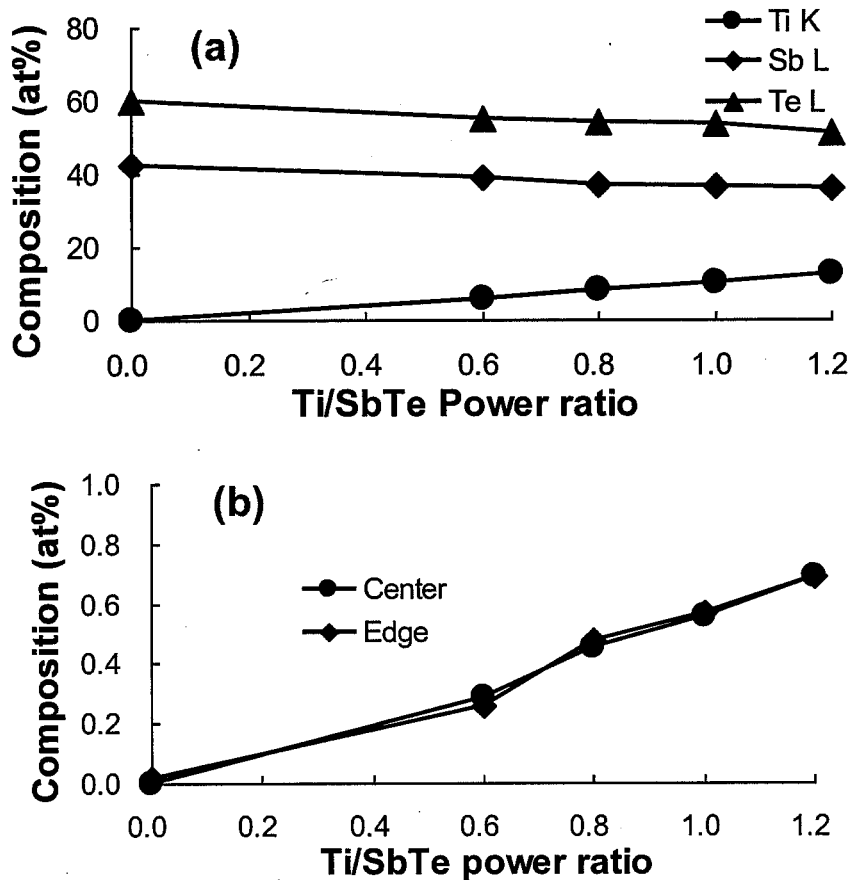 (a)
Ti K
Sb L
Te L
Composition (at%)
80
60
40
20
0
0.0 0.2 0.4 0.6 0.8 1.0 1.2
Ti/SbTe Power ratio
(b)
Center
Edge
Composition (at%)
1.0
0.8
0.6
0.4
0.2
0.0
0.0 0.2 0.4 0.6 0.8 1.0 1.2
Ti/SbTe power ratio